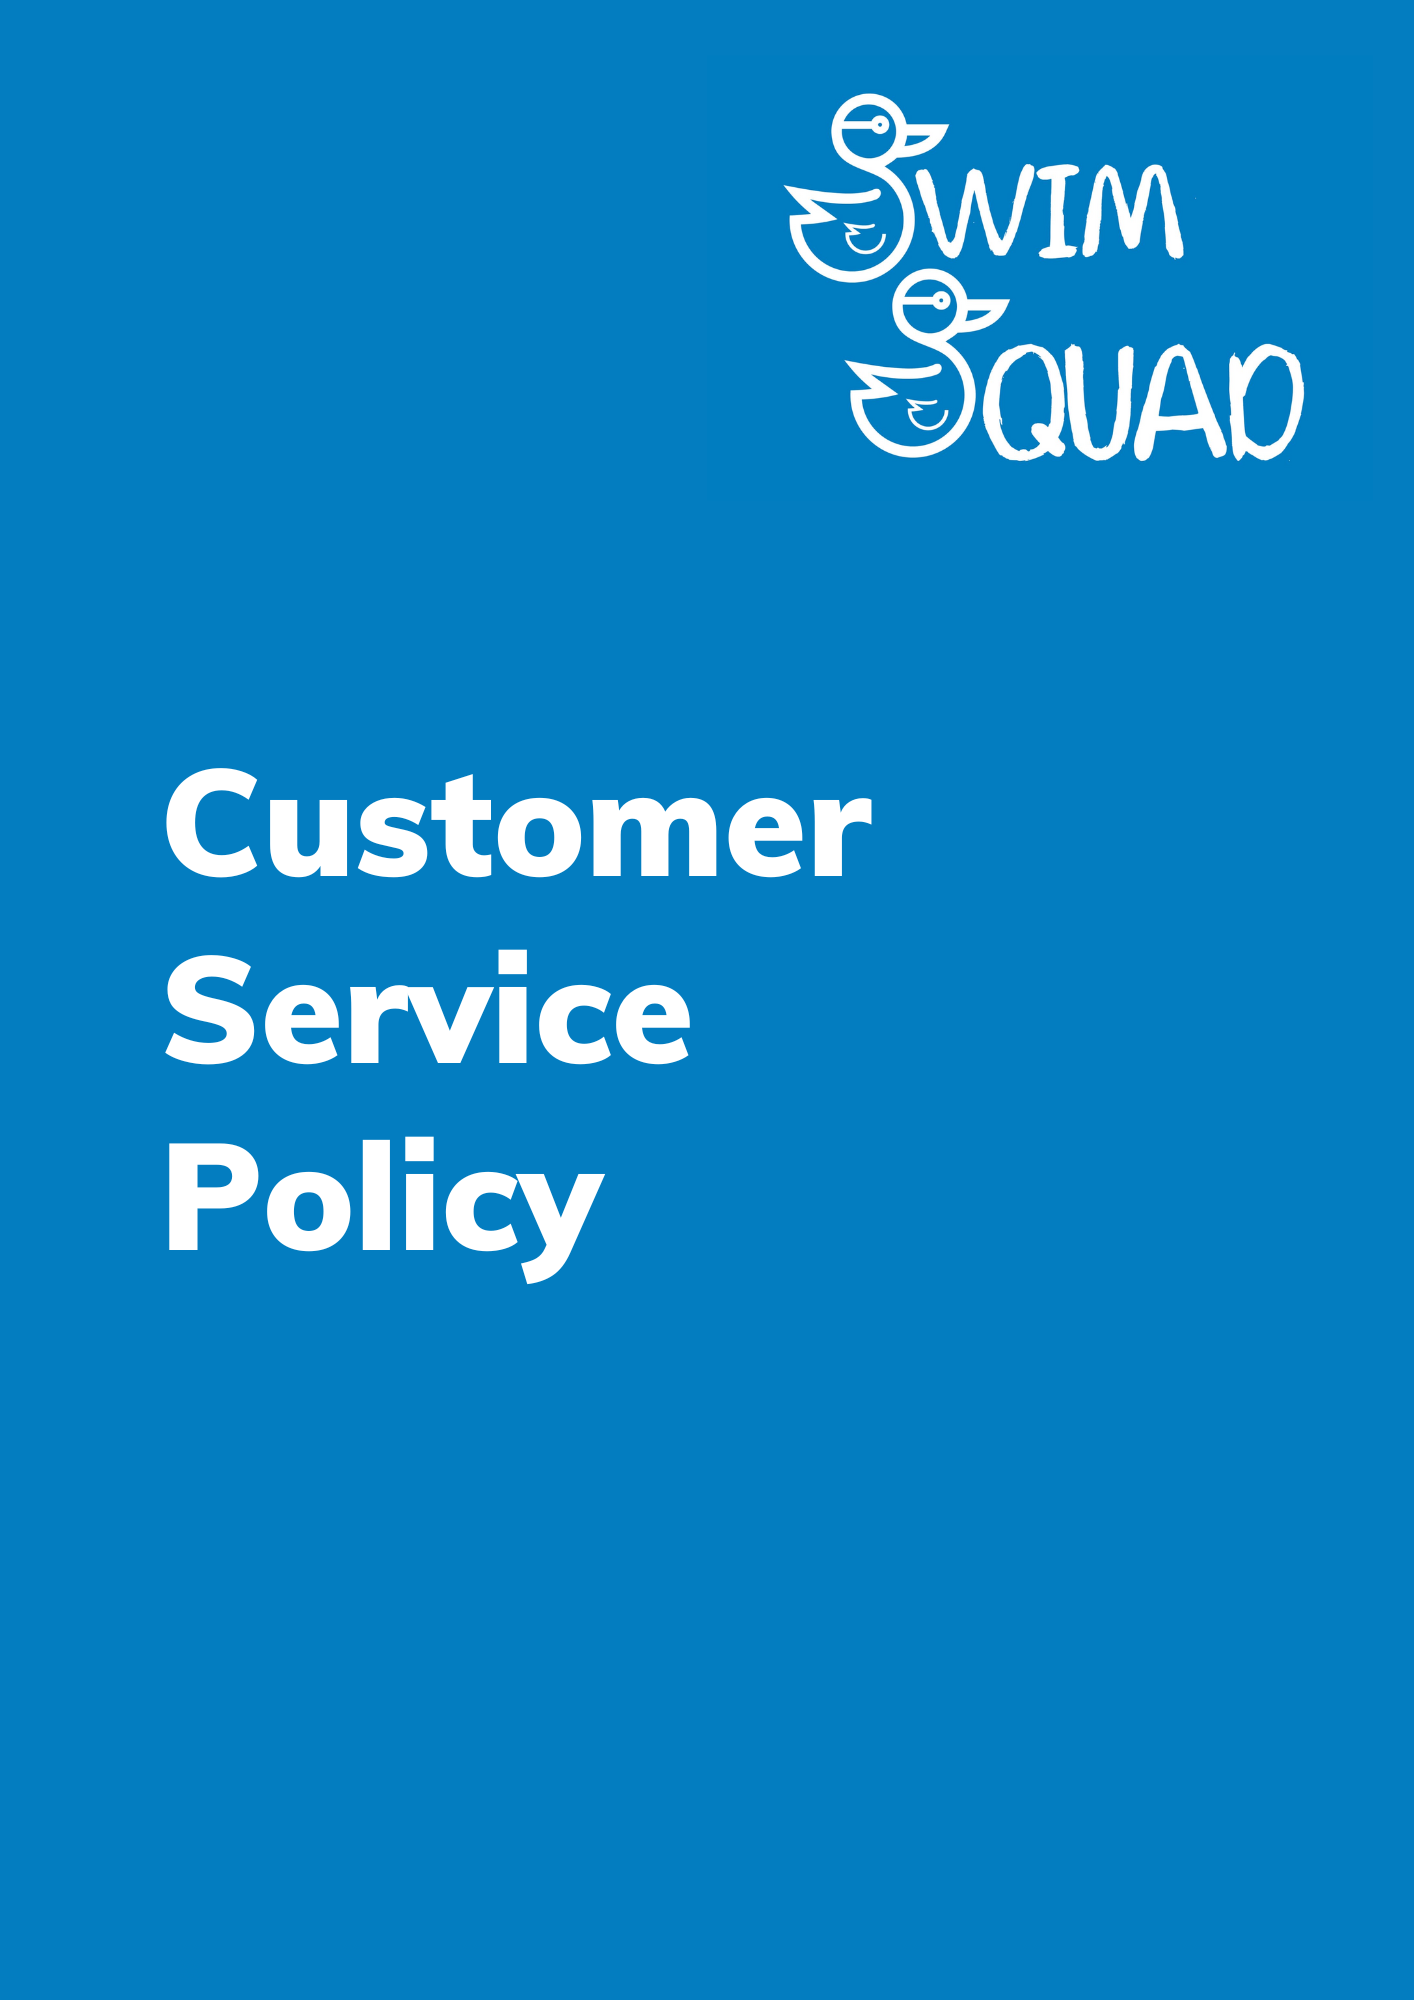 SWIM
SQUAD
Customer
Service
Policy